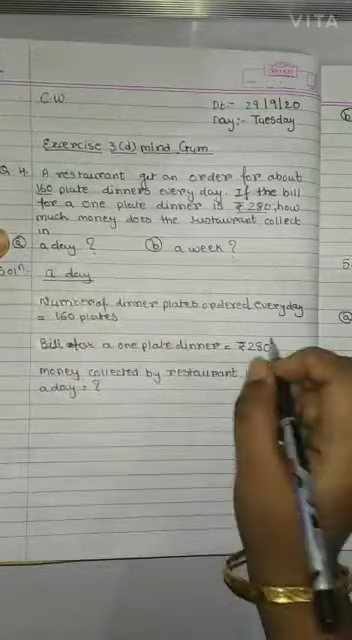 VITA
C.W
Dt:- 29/9/20
Day:- Tuesday
Exercise 3(d) mind Gym
Q. 4. A restaurant get an order for about
160 plate dinners every day. If the bill
for a one plate dinner is ₹280, how
much money does the restaurant collect
in
(a) a day? (b) a week?
Solⁿ. a day
Number of dinner plates ordered everyday
= 160 plates
Bill for a one plate dinner = ₹280
money collected by restaurant
a day = ?
(b)
5.
(a)